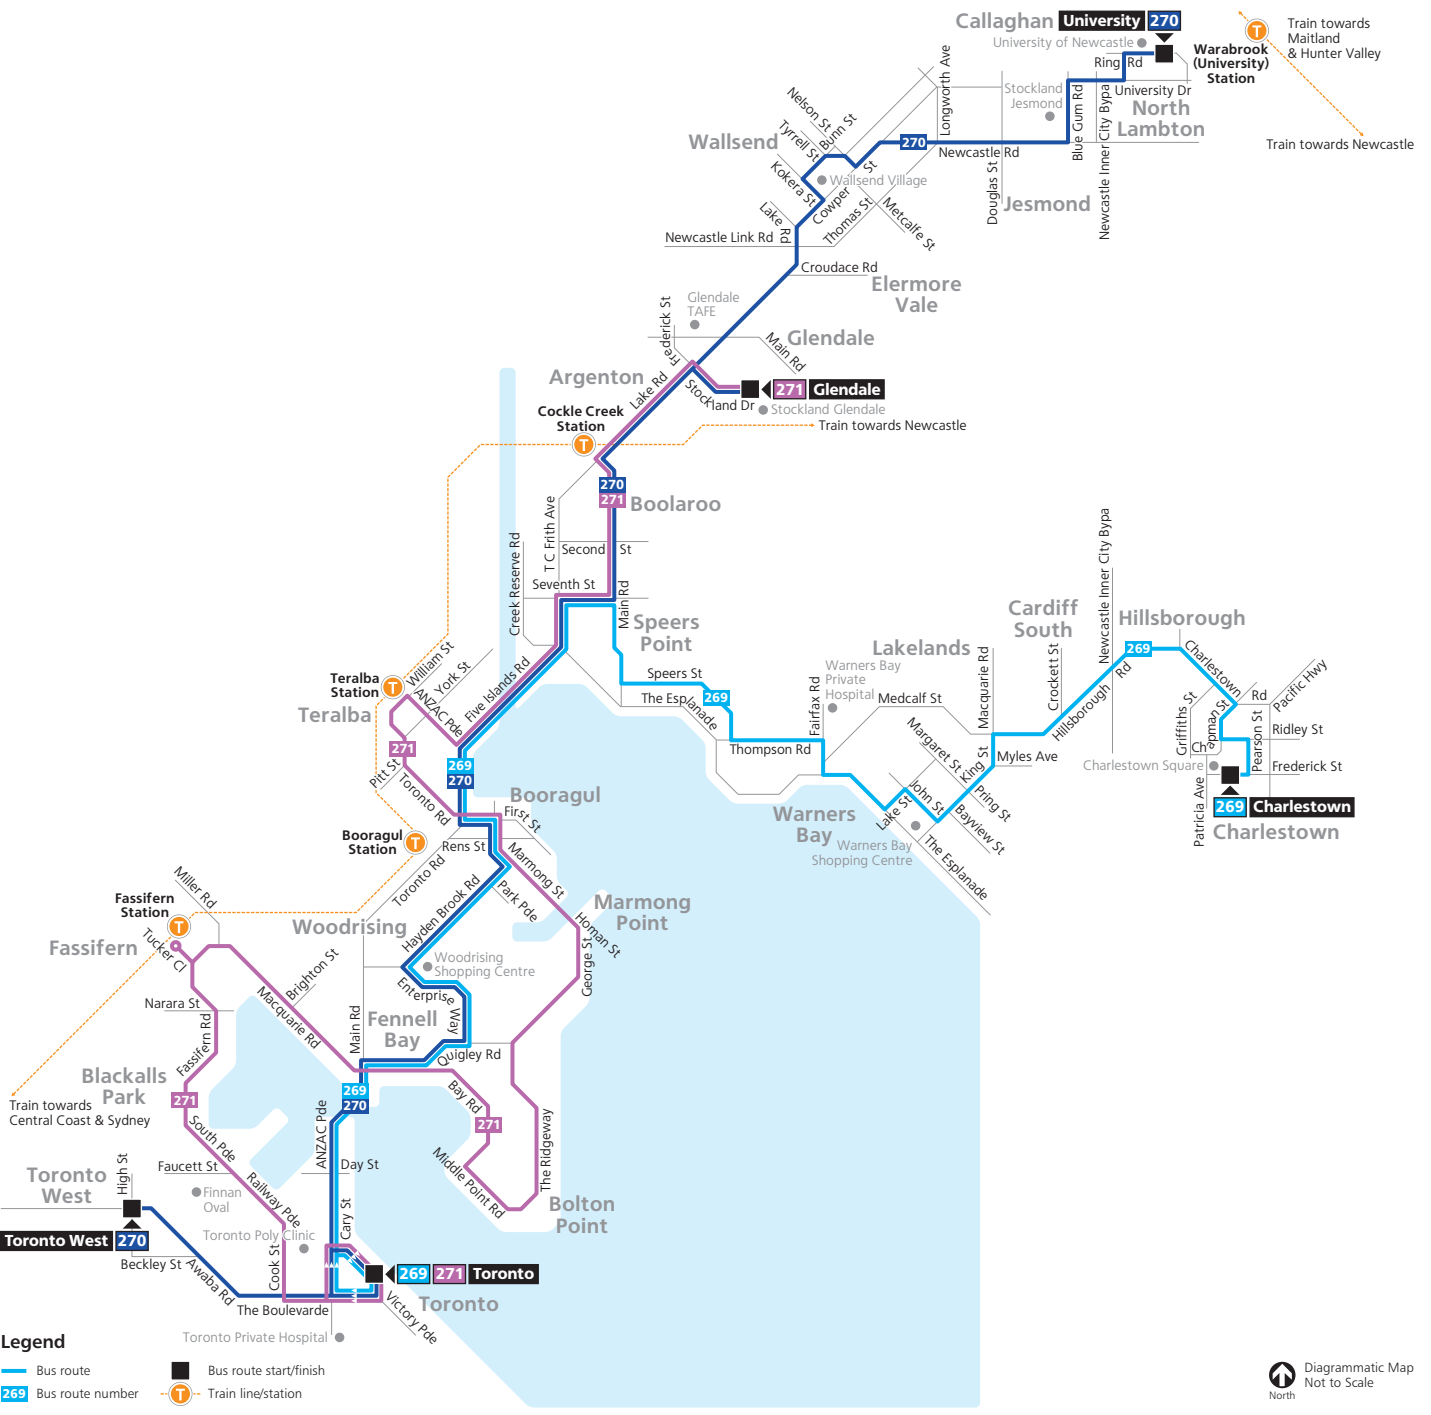 Callaghan University 270
University of Newcastle
Ring Rd
Warabrook
(University)
Station
Train towards
Maitland
& Hunter Valley
Train towards Newcastle
University Dr
North
Lambton
Blue Gum Rd
Newcastle Inner City Bypa
Stockland
Jesmond
Longworth Ave
270
Newcastle Rd
Douglas St
Jesmond
Wallsend
Nelson St
Bunn St
Tyrrell St
Kokera St
Wallsend Village
Cowper St
Thomas St
Metcalfe St
Lake Rd
Newcastle Link Rd
Croudace Rd
Elermore
Vale
Glendale
TAFE
Frederick St
Glendale
Main Rd
Argenton
Lake Rd
Stockland Dr
271 Glendale
Stockland Glendale
Cockle Creek
Station
Train towards Newcastle
270
271
Boolaroo
T C Frith Ave
Second St
Creek Reserve Rd
Seventh St
Main Rd
Speers
Point
Speers St
The Esplanade
269
Thompson Rd
Lakelands
Warners Bay
Private
Hospital
Fairfax Rd
Medcalf St
Macquarie Rd
Cardiff
South
Crockett St
Newcastle Inner City Bypa
Hillsborough
269
Hillsborough Rd
Charlestown Rd
Pacific Hwy
Griffiths St
Chapman St
Pearson St
Ridley St
Charlestown Square
Frederick St
Patricia Ave
269 Charlestown
Charlestown
Myles Ave
King St
Margaret St
Pring St
John St
Bayview St
Lake St
Warners
Bay
Warners Bay
Shopping Centre
The Esplanade
Teralba
Station
Teralba
William St
York St
ANZAC Pde
Five Islands Rd
271
Pitt St
Toronto Rd
269
270
Booragul
First St
Booragul
Station
Rens St
Toronto Rd
Marmong St
Park Pde
Marmong
Point
Homan St
George St
Hayden Brook Rd
Woodrising
Woodrising
Shopping Centre
Enterprise Way
Fennell
Bay
Main Rd
Quigley Rd
Miller Rd
Fassifern
Station
Fassifern
Tucker Cl
Brighton St
Macquarie Rd
Narara St
Fassifern Rd
Blackalls
Park
271
South Pde
Train towards
Central Coast & Sydney
269
270
Bay Rd
271
Middle Point Rd
The Ridgeway
Bolton
Point
ANZAC Pde
Day St
Cary St
Faucett St
Finnan
Oval
Railway Pde
Toronto Poly Clinic
Toronto
West
High St
Toronto West 270
Beckley St
Awaba Rd
Cook St
The Boulevarde
269 271 Toronto
Toronto
Victory Pde
Toronto Private Hospital
Legend
Bus route
Bus route start/finish
269 Bus route number
T Train line/station
North
Diagrammatic Map
Not to Scale